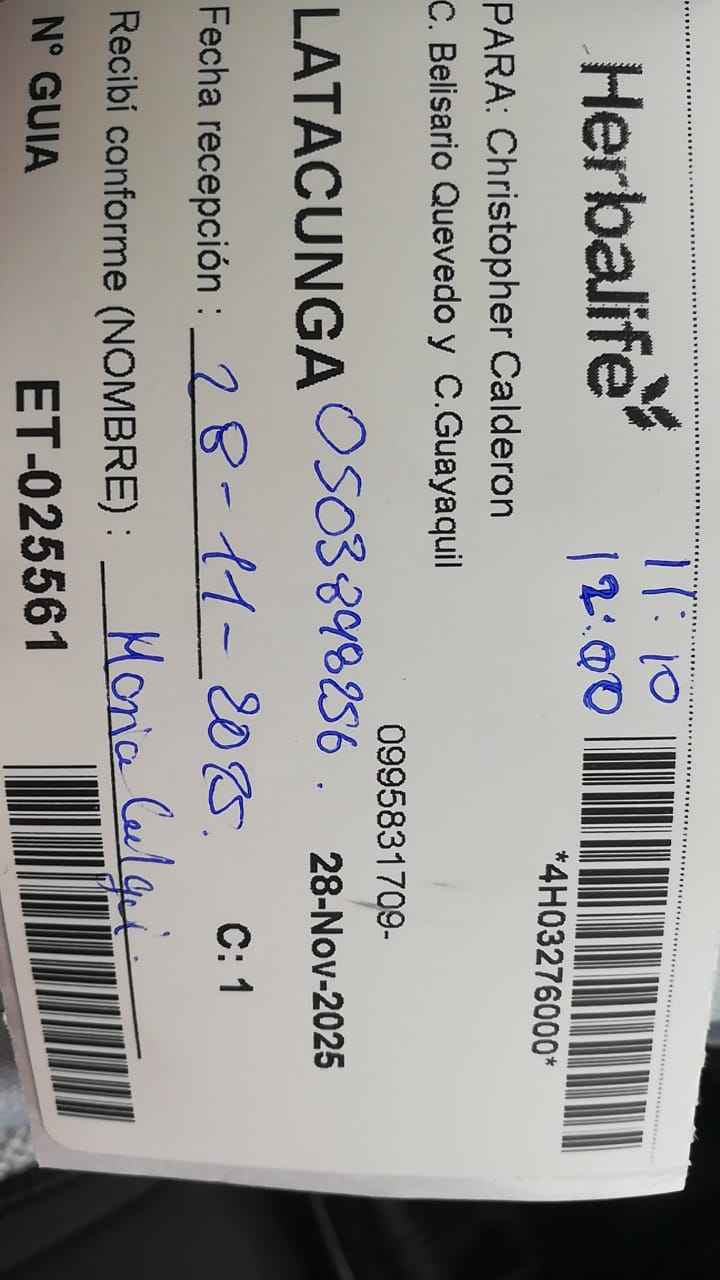 Herbalife
11:10
12:00
*4H03276000*
PARA: Christopher Calderon
C. Belisario Quevedo y C.Guayaquil
0995831709-
LATACUNGA 0503898256. 28-Nov-2025
Fecha recepción : 28-11-2025. C: 1
Recibí conforme (NOMBRE) : Maria
N° GUIA ET-025561